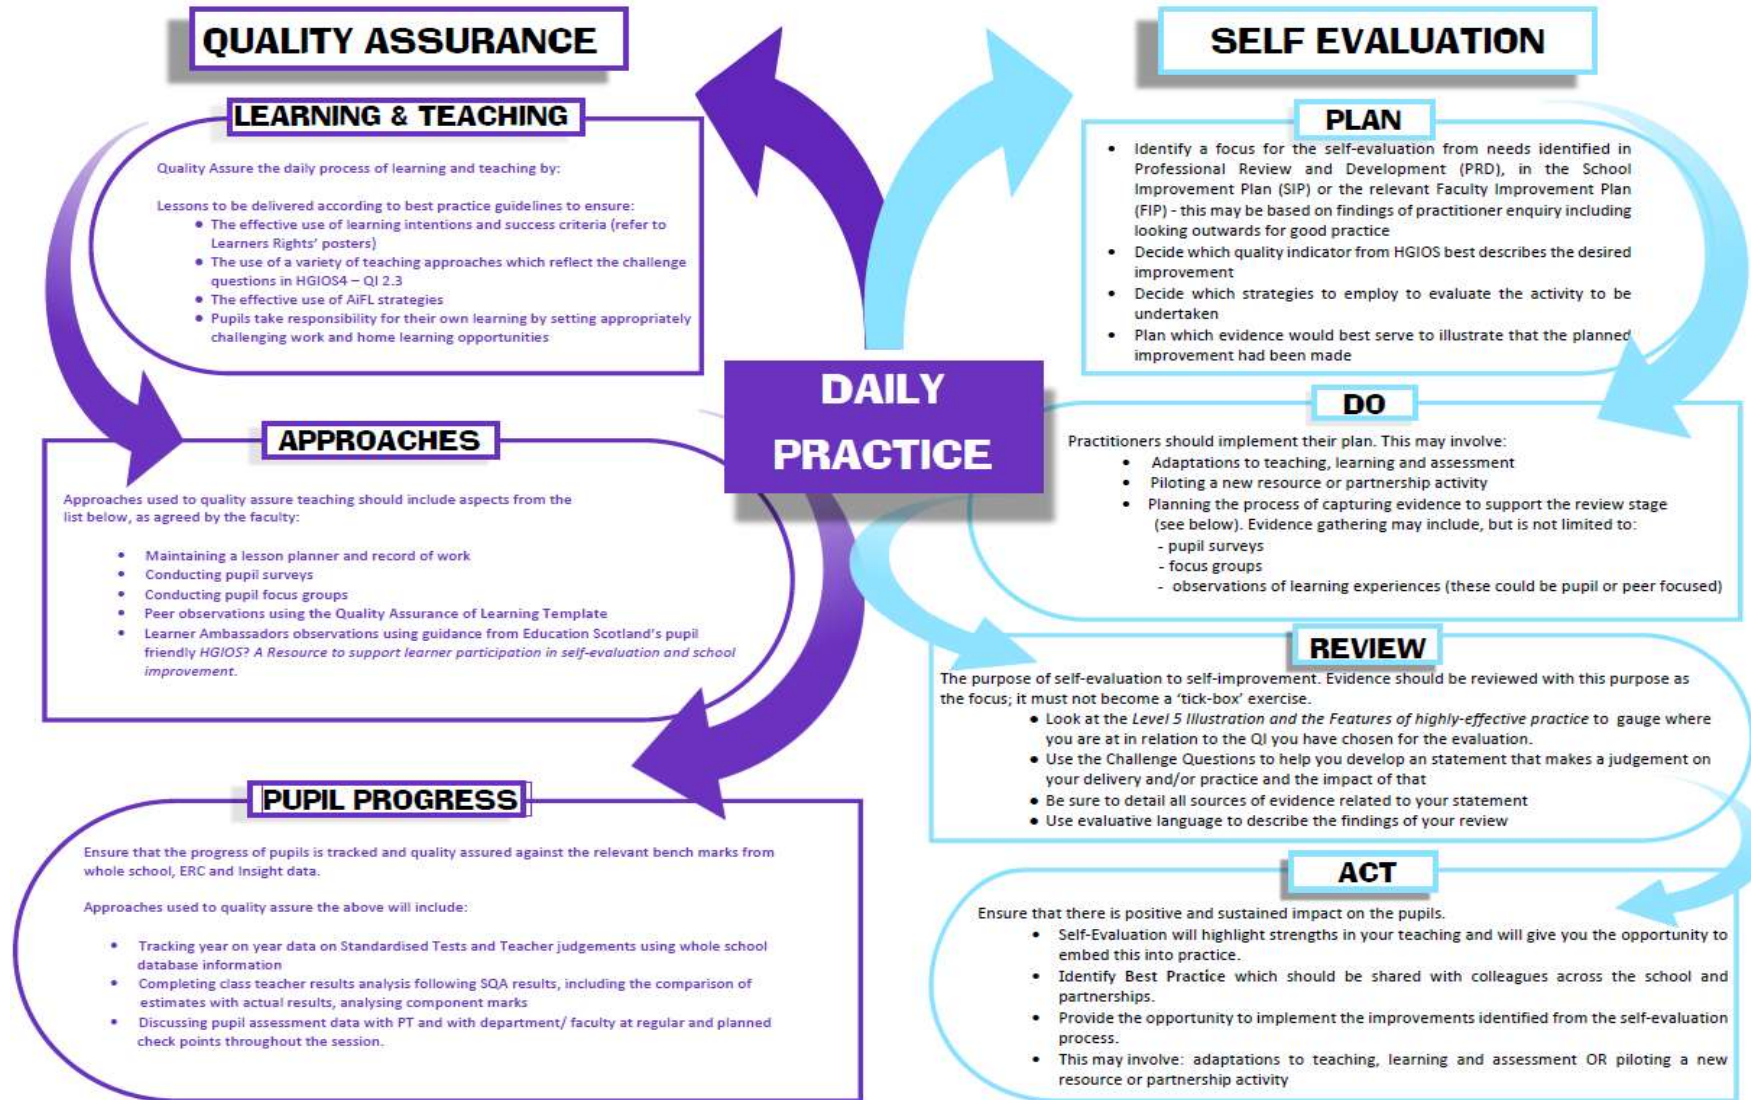 QUALITY ASSURANCE
LEARNING & TEACHING
Quality Assure the daily process of learning and teaching by:
Lessons to be delivered according to best practice guidelines to ensure:
● The effective use of learning intentions and success criteria (refer to
Learners Rights' posters)
● The use of a variety of teaching approaches which reflect the challenge
questions in HGIOS4 – QI 2.3
● The effective use of AiFL strategies
● Pupils take responsibility for their own learning by setting appropriately
challenging work and home learning opportunities
APPROACHES
Approaches used to quality assure teaching should include aspects from the
list below, as agreed by the faculty:
• Maintaining a lesson planner and record of work
• Conducting pupil surveys
• Conducting pupil focus groups
• Peer observations using the Quality Assurance of Learning Template
• Learner Ambassadors observations using guidance from Education Scotland's pupil
friendly HGIOS? A Resource to support learner participation in self-evaluation and school
improvement.
PUPIL PROGRESS
Ensure that the progress of pupils is tracked and quality assured against the relevant bench marks from
whole school, ERC and Insight data.
Approaches used to quality assure the above will include:
• Tracking year on year data on Standardised Tests and Teacher judgements using whole school
database information
• Completing class teacher results analysis following SQA results, including the comparison of
estimates with actual results, analysing component marks
• Discussing pupil assessment data with PT and with department/ faculty at regular and planned
check points throughout the session.
DAILY
PRACTICE
SELF EVALUATION
PLAN
• Identify a focus for the self-evaluation from needs identified in
Professional Review and Development (PRD), in the School
Improvement Plan (SIP) or the relevant Faculty Improvement Plan
(FIP) - this may be based on findings of practitioner enquiry including
looking outwards for good practice
• Decide which quality indicator from HGIOS best describes the desired
improvement
• Decide which strategies to employ to evaluate the activity to be
undertaken
• Plan which evidence would best serve to illustrate that the planned
improvement had been made
DO
Practitioners should implement their plan. This may involve:
• Adaptations to teaching, learning and assessment
• Piloting a new resource or partnership activity
• Planning the process of capturing evidence to support the review stage
(see below). Evidence gathering may include, but is not limited to:
- pupil surveys
- focus groups
- observations of learning experiences (these could be pupil or peer focused)
REVIEW
The purpose of self-evaluation to self-improvement. Evidence should be reviewed with this purpose as
the focus; it must not become a 'tick-box' exercise.
● Look at the Level 5 Illustration and the Features of highly-effective practice to gauge where
you are at in relation to the QI you have chosen for the evaluation.
● Use the Challenge Questions to help you develop an statement that makes a judgement on
your delivery and/or practice and the impact of that
● Be sure to detail all sources of evidence related to your statement
● Use evaluative language to describe the findings of your review
ACT
Ensure that there is positive and sustained impact on the pupils.
• Self-Evaluation will highlight strengths in your teaching and will give you the opportunity to
embed this into practice.
• Identify Best Practice which should be shared with colleagues across the school and
partnerships.
• Provide the opportunity to implement the improvements identified from the self-evaluation
process.
• This may involve: adaptations to teaching, learning and assessment OR piloting a new
resource or partnership activity